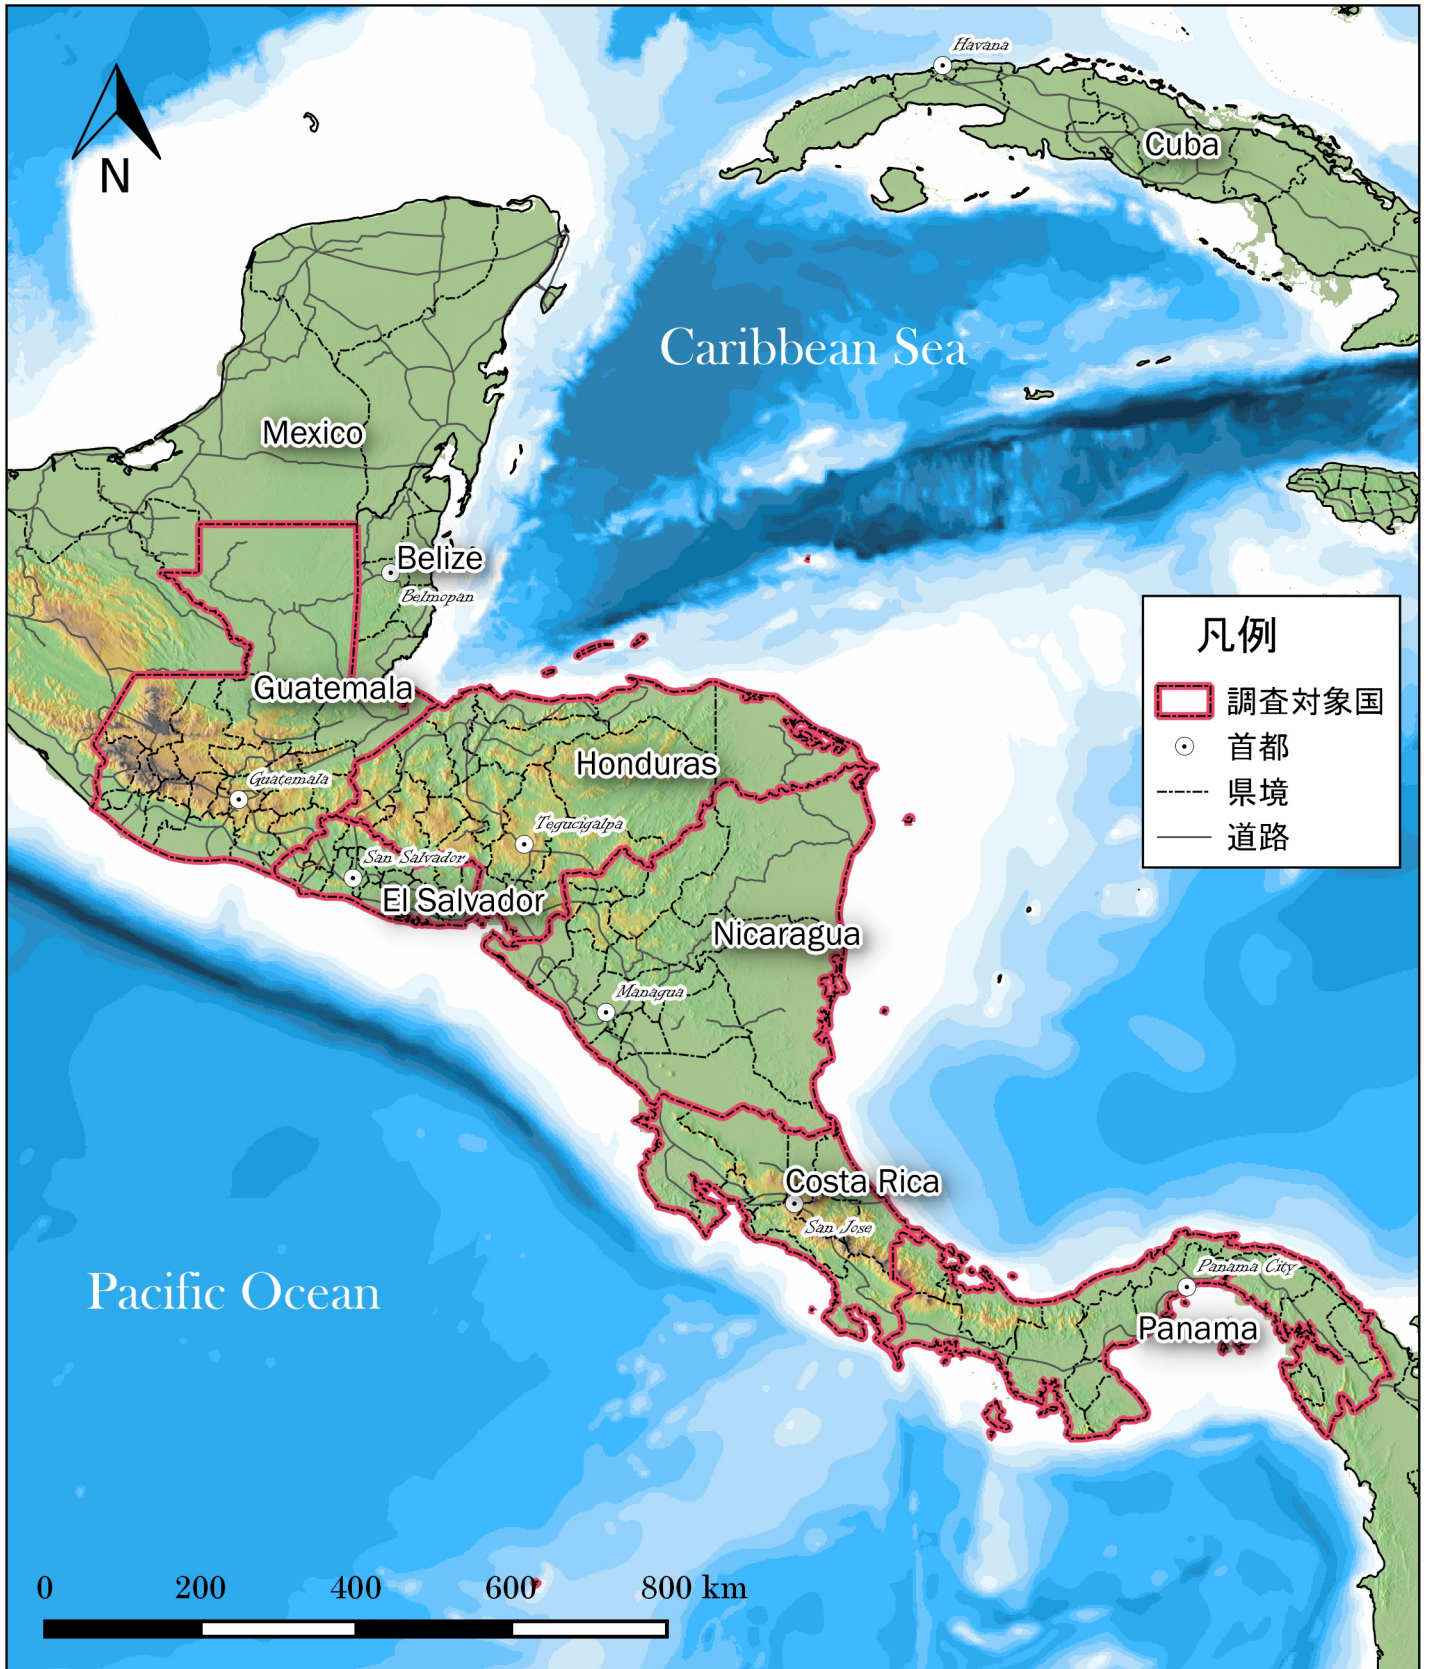 Havana
Cuba
N
Caribbean Sea
Mexico
Belize
Belmopan
凡例
調査対象国
首都
県境
道路
Guatemala
Honduras
Guatemala
Tegucigalpa
San Salvador
El Salvador
Nicaragua
Managua
Costa Rica
San Jose
Pacific Ocean
Panama City
Panama
0 200 400 600 800 km